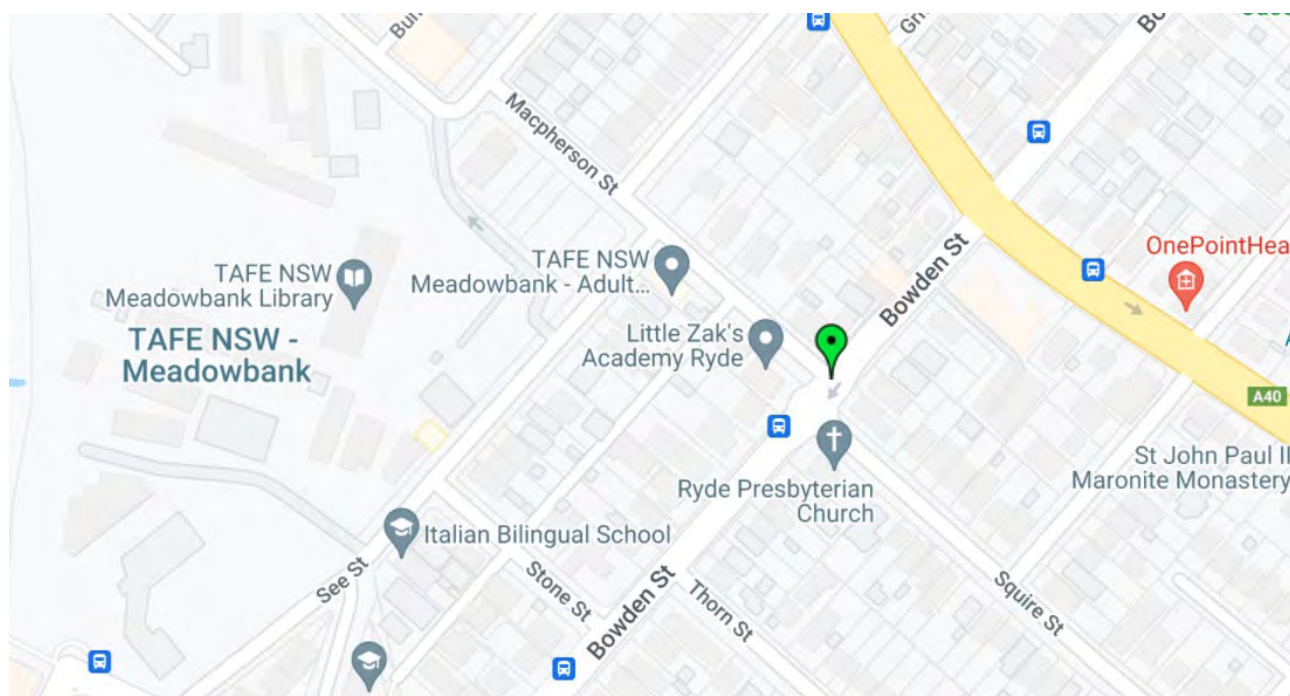 Macpherson St
TAFE NSW
Meadowbank Library
TAFE NSW -
Meadowbank
TAFE NSW
Meadowbank - Adult...
Little Zak's
Academy Ryde
Bowden St
OnePointHea
A40
St John Paul II
Maronite Monastery
Ryde Presbyterian
Church
Italian Bilingual School
See St
Stone St
Bowden St
Thorn St
Squire St